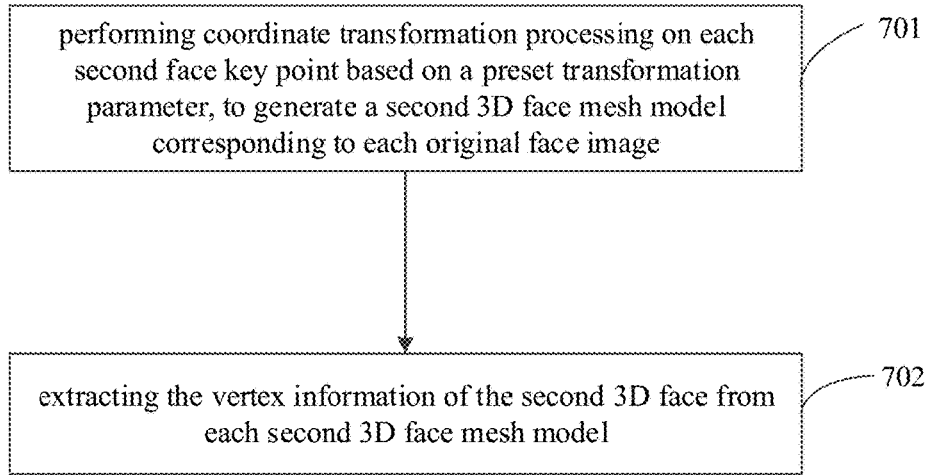 performing coordinate transformation processing on each
701
second face key point based on a preset transformation
parameter, to generate a second 3D face mesh model
corresponding to each original face image
extracting the vertex information of the second 3D face from
702
each second 3D face mesh model